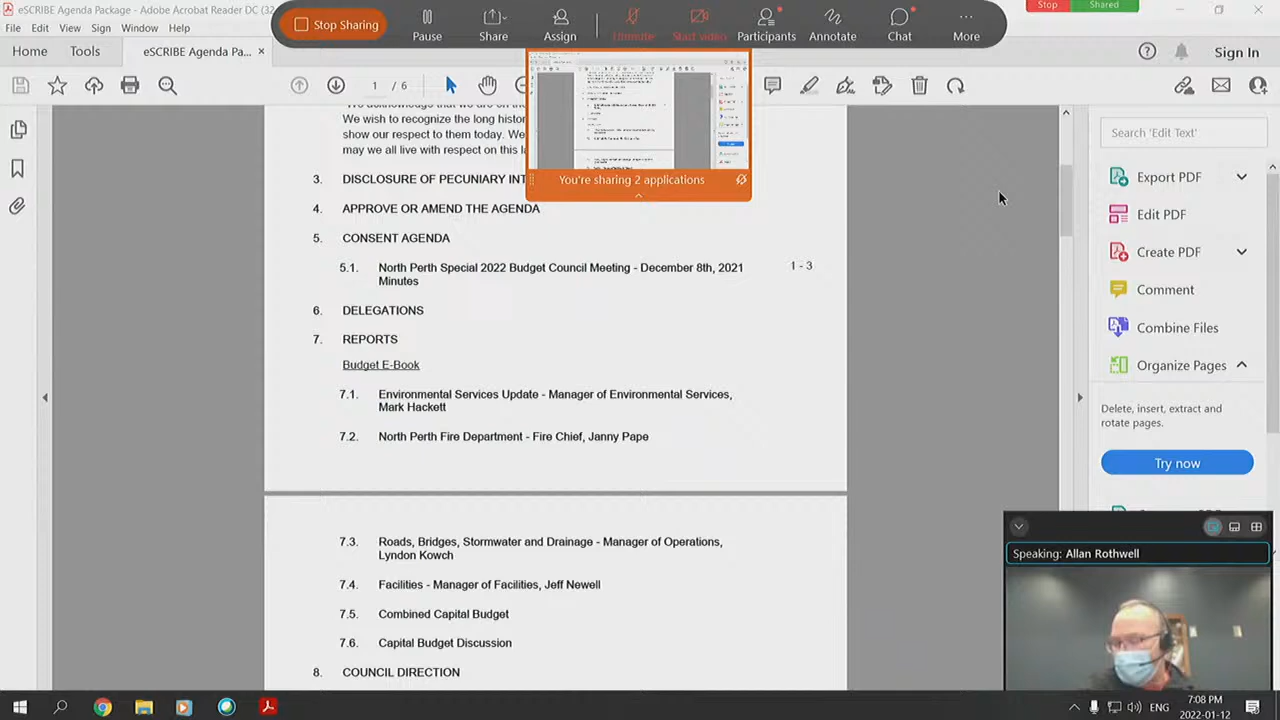 eSCRIBE Agenda Package - Adobe Acrobat Reader DC (32
Stop
Shared
File Edit View Sign Window Help
Stop Sharing
Pause
Share
Assign
Unmute
Start video
Participants
Annotate
Chat
More
Home
Tools
eSCRIBE Agenda Pa...
Sign In
1 / 6
We wish to recognize the long histor
show our respect to them today. We
may we all live with respect on this la
You're sharing 2 applications
3. DISCLOSURE OF PECUNIARY INT
4. APPROVE OR AMEND THE AGENDA
5. CONSENT AGENDA
5.1. North Perth Special 2022 Budget Council Meeting - December 8th, 2021 1 - 3
Minutes
6. DELEGATIONS
7. REPORTS
Budget E-Book
7.1. Environmental Services Update - Manager of Environmental Services,
Mark Hackett
7.2. North Perth Fire Department - Fire Chief, Janny Pape
7.3. Roads, Bridges, Stormwater and Drainage - Manager of Operations,
Lyndon Kowch
7.4. Facilities - Manager of Facilities, Jeff Newell
7.5. Combined Capital Budget
7.6. Capital Budget Discussion
8. COUNCIL DIRECTION
Search 'Edit Text'
Export PDF
Edit PDF
Create PDF
Comment
Combine Files
Organize Pages
Delete, insert, extract and
rotate pages.
Try now
Speaking: Allan Rothwell
ENG
7:08 PM
2022-01-12